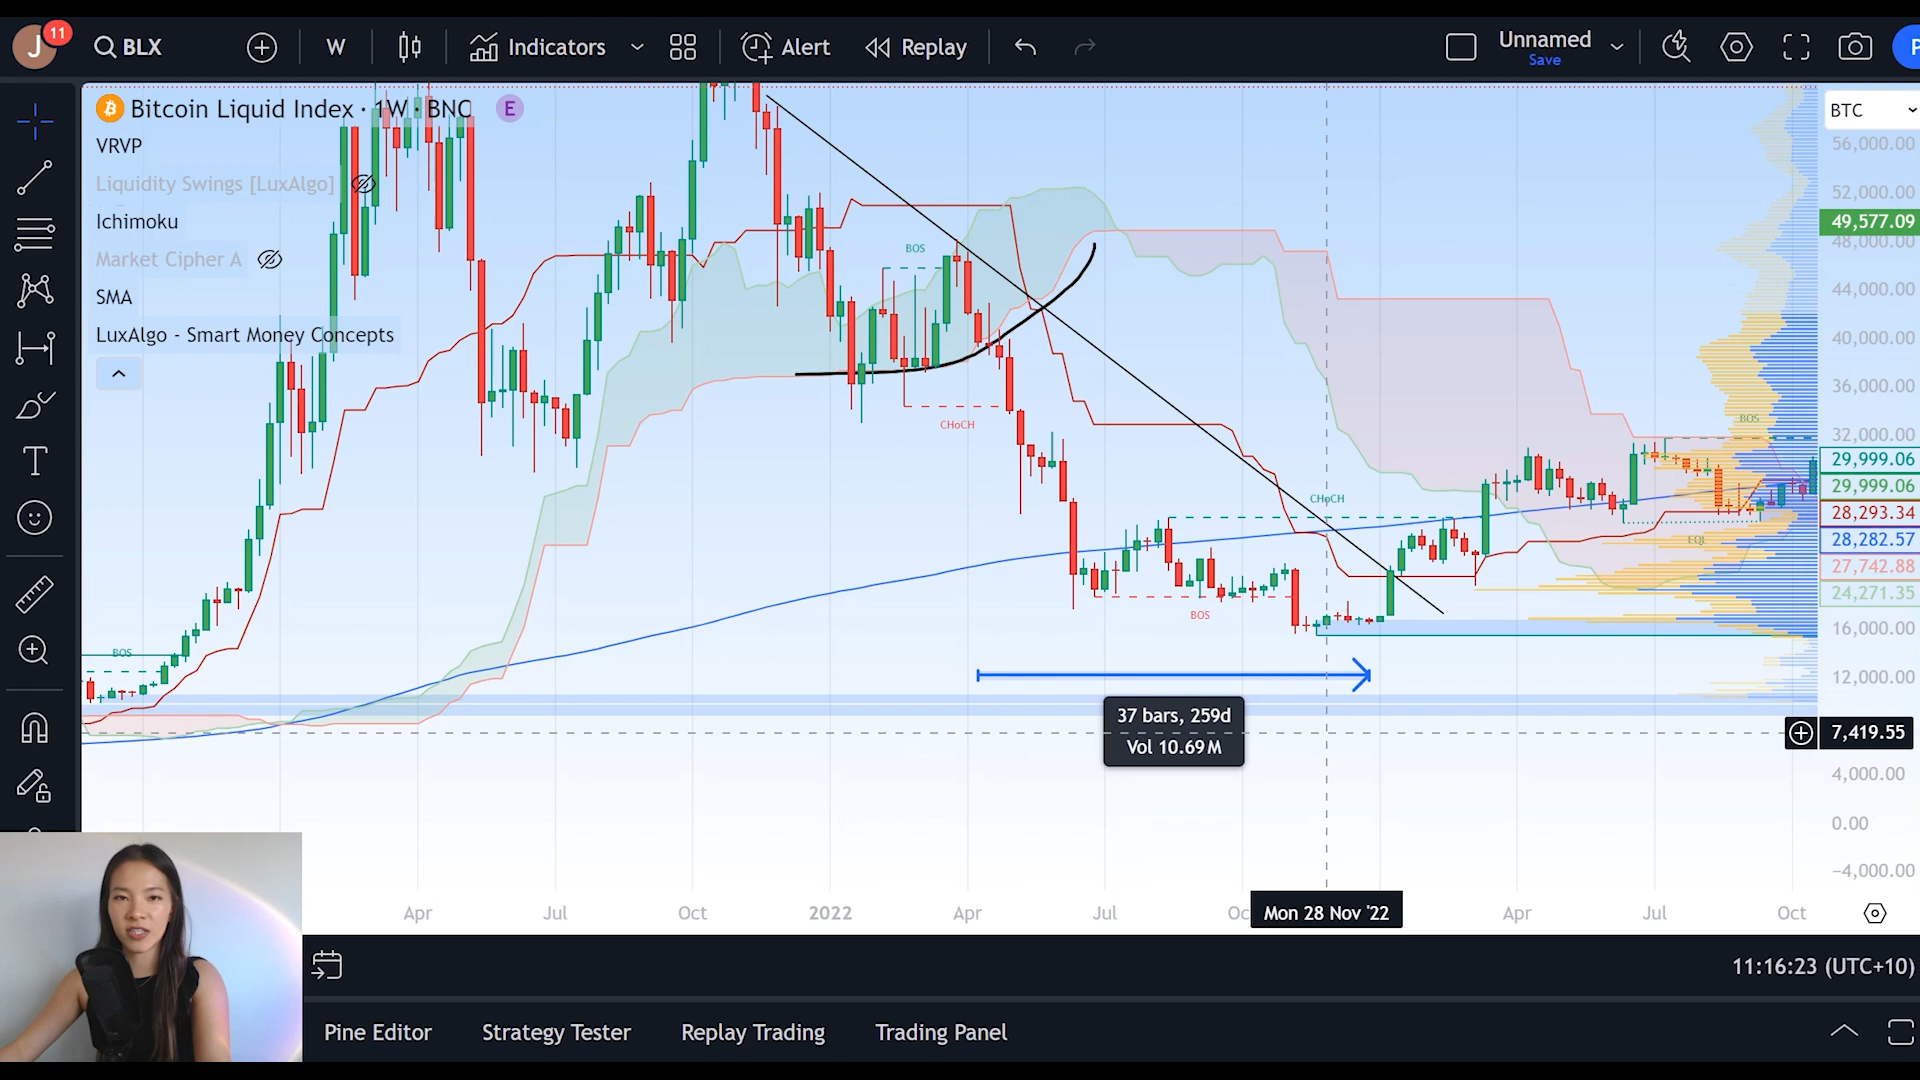 J
11
BLX
W
Indicators
Alert
Replay
Unnamed
Save
P
Bitcoin Liquid Index · 1W · BNC
E
VRVP
Liquidity Swings [LuxAlgo]
Ichimoku
Market Cipher A
SMA
LuxAlgo - Smart Money Concepts
BTC
56,000.00
52,000.00
49,577.09
48,000.00
44,000.00
40,000.00
36,000.00
32,000.00
29,999.06
29,999.06
28,293.34
28,282.57
27,742.88
24,271.35
16,000.00
12,000.00
7,419.55
4,000.00
0.00
−4,000.00
BOS
CHoCH
BOS
CHoCH
BOS
BOS
EQL
37 bars, 259d
Vol 10.69M
Apr
Jul
Oct
2022
Apr
Jul
Oc
Mon 28 Nov '22
Apr
Jul
Oct
11:16:23 (UTC+10)
Pine Editor
Strategy Tester
Replay Trading
Trading Panel